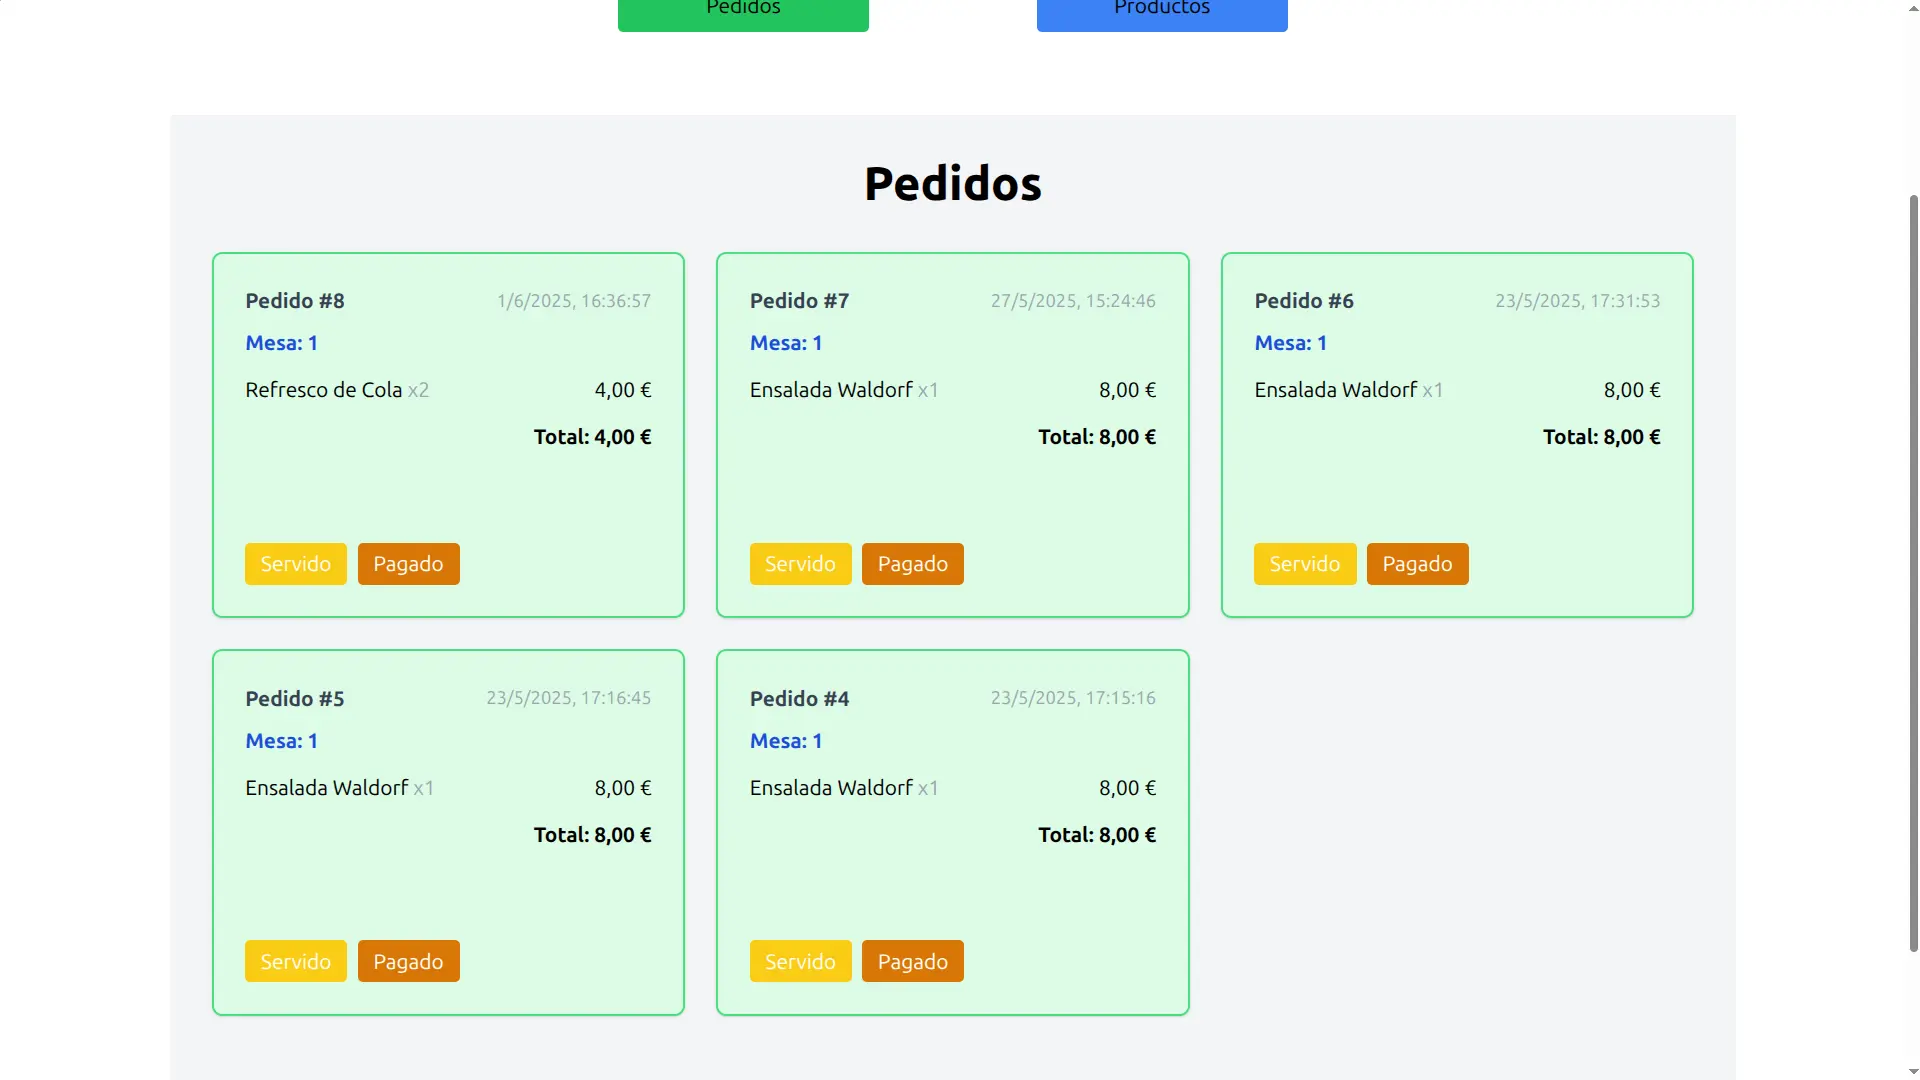 Pedidos
Productos
Pedidos
Pedido #8 1/6/2025, 16:36:57
Mesa: 1
Refresco de Cola x2 4,00 €
Total: 4,00 €
Servido Pagado
Pedido #7 27/5/2025, 15:24:46
Mesa: 1
Ensalada Waldorf x1 8,00 €
Total: 8,00 €
Servido Pagado
Pedido #6 23/5/2025, 17:31:53
Mesa: 1
Ensalada Waldorf x1 8,00 €
Total: 8,00 €
Servido Pagado
Pedido #5 23/5/2025, 17:16:45
Mesa: 1
Ensalada Waldorf x1 8,00 €
Total: 8,00 €
Servido Pagado
Pedido #4 23/5/2025, 17:15:16
Mesa: 1
Ensalada Waldorf x1 8,00 €
Total: 8,00 €
Servido Pagado